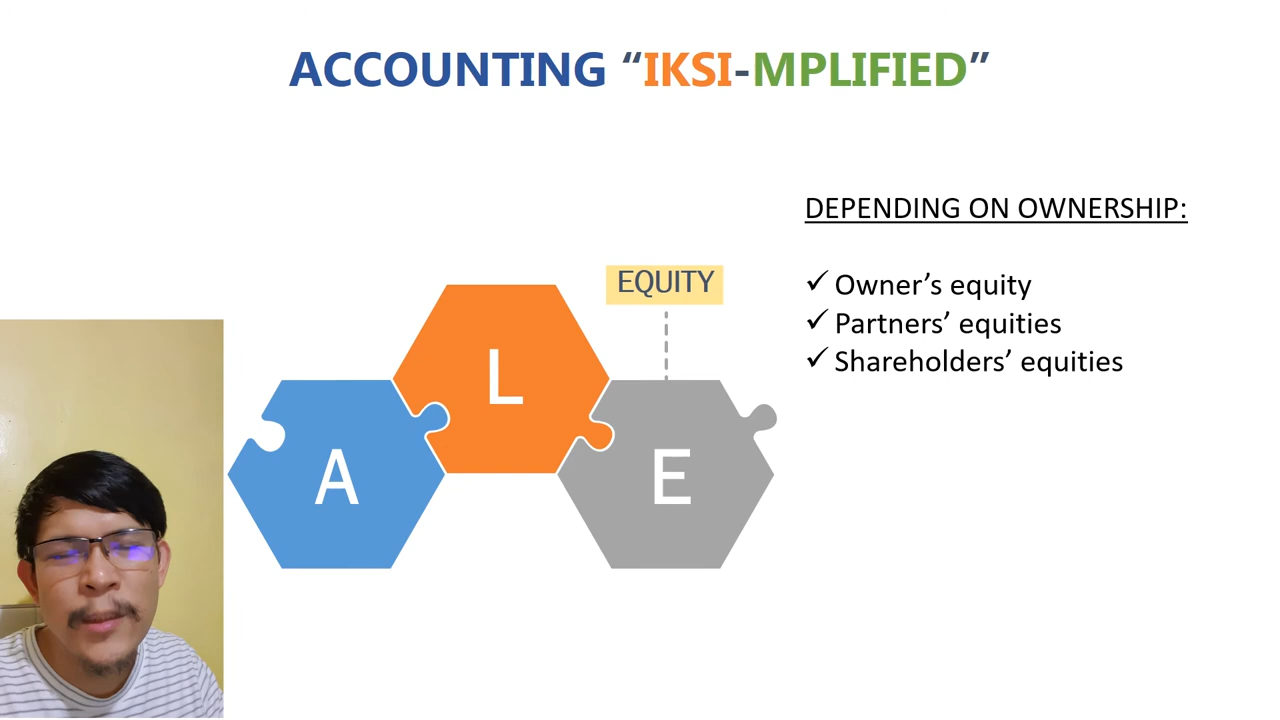 ACCOUNTING “IKSI-MPLIFIED”
DEPENDING ON OWNERSHIP:
EQUITY
✓ Owner’s equity
✓ Partners’ equities
✓ Shareholders’ equities
L
A
E